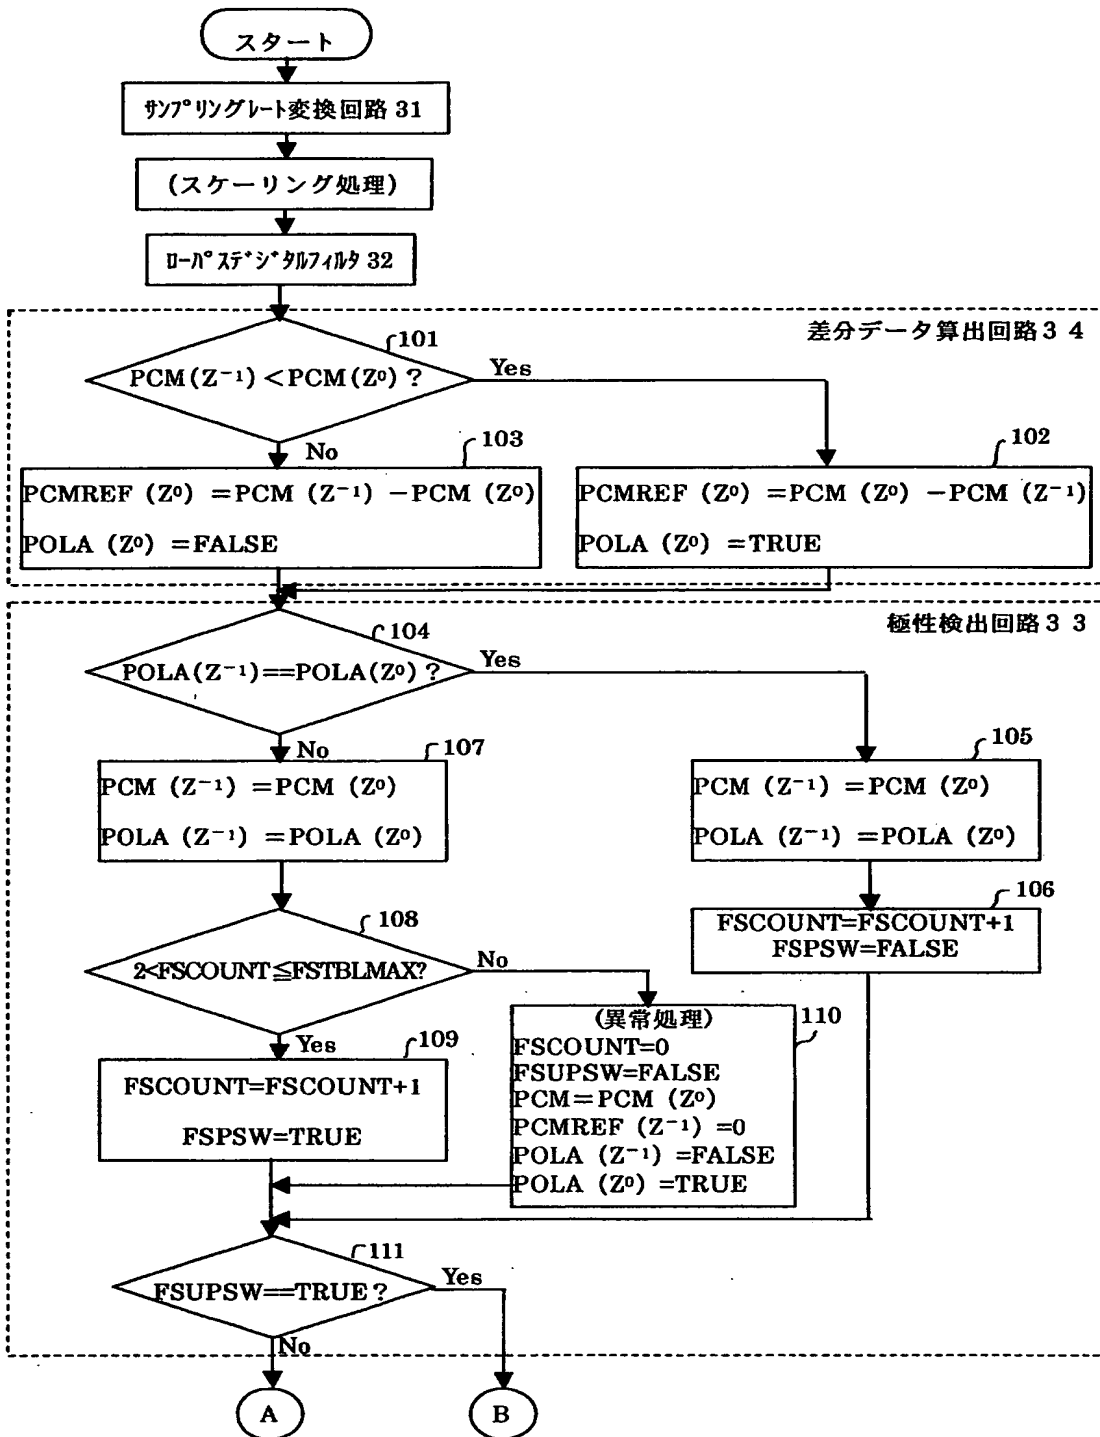 スタート
サンプリングレート変換回路 31
(スケーリング処理)
ローパスデジタルフィルタ 32
差分データ算出回路34
101
PCM(Z⁻¹)<PCM(Z⁰)?
Yes
No
103
PCMREF (Z⁰) =PCM (Z⁻¹) −PCM (Z⁰)
POLA (Z⁰) =FALSE
102
PCMREF (Z⁰) =PCM (Z⁰) −PCM (Z⁻¹)
POLA (Z⁰) =TRUE
極性検出回路33
104
POLA(Z⁻¹)==POLA(Z⁰)?
Yes
No
107
PCM (Z⁻¹) =PCM (Z⁰)
POLA (Z⁻¹) =POLA (Z⁰)
105
PCM (Z⁻¹) =PCM (Z⁰)
POLA (Z⁻¹) =POLA (Z⁰)
106
FSCOUNT=FSCOUNT+1
FSPSW=FALSE
108
2<FSCOUNT≦FSTBLMAX?
No
Yes
109
FSCOUNT=FSCOUNT+1
FSPSW=TRUE
110
(異常処理)
FSCOUNT=0
FSUPSW=FALSE
PCM=PCM (Z⁰)
PCMREF (Z⁻¹) =0
POLA (Z⁻¹) =FALSE
POLA (Z⁰) =TRUE
111
FSUPSW==TRUE?
Yes
No
A
B